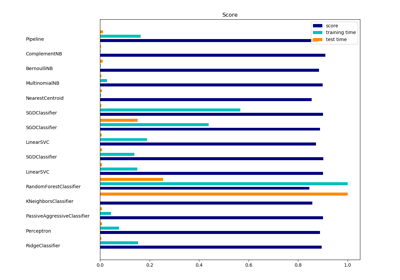 Score
score
training time
test time
Pipeline
ComplementNB
BernoulliNB
MultinomialNB
NearestCentroid
SGDClassifier
SGDClassifier
LinearSVC
SGDClassifier
LinearSVC
RandomForestClassifier
KNeighborsClassifier
PassiveAggressiveClassifier
Perceptron
RidgeClassifier
0.0 0.2 0.4 0.6 0.8 1.0